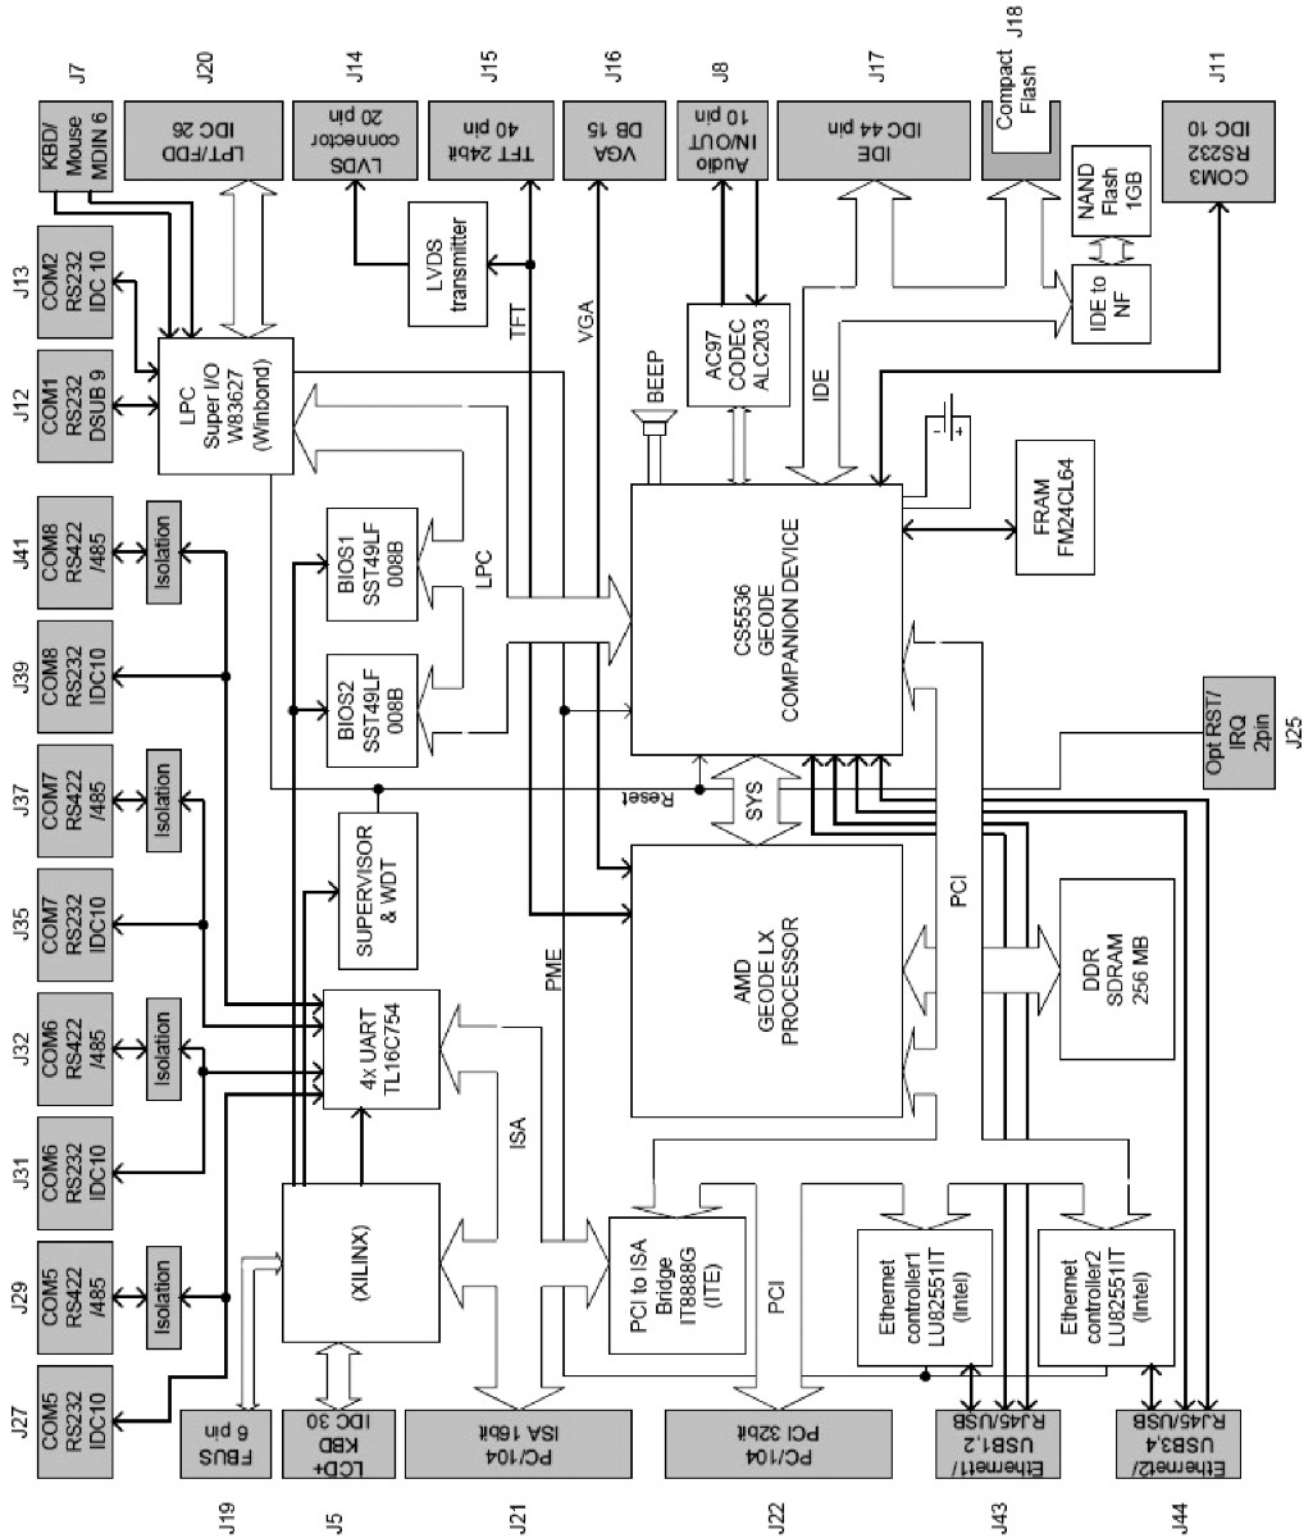 J27
COM5
RS232
IDC10
J29
COM5
RS422
/485
J31
COM6
RS232
IDC10
J32
COM6
RS422
/485
J35
COM7
RS232
IDC10
J37
COM7
RS422
/485
J39
COM8
RS232
IDC10
J41
COM8
RS422
/485
J12
COM1
RS232
DSUB 9
J13
COM2
RS232
IDC 10
J7
KBD/
Mouse
MDIN 6
Isolation
Isolation
Isolation
Isolation
J19
FBUS
6 pin
J5
LCD+
KBD
IDC 30
(XILINX)
4x UART
TL16C754
SUPERVISOR
& WDT
BIOS2
SST49LF
008B
BIOS1
SST49LF
008B
LPC
Super I/O
W83627
(Winbond)
J20
LPT/FDD
IDC 26
J14
LVDS
connector
20 pin
LVDS
transmitter
J15
TFT 24bit
40 pin
J21
PC/104
ISA 16bit
ISA
LPC
TFT
PME
VGA
J16
VGA
DB 15
PCI to ISA
Bridge
IT8888G
(ITE)
Reset
BEEP
AC97
CODEC
ALC203
J8
Audio
IN/OUT
10 pin
J22
PC/104
PCI 32bit
PCI
AMD
GEODE LX
PROCESSOR
SYS
CS5536
GEODE
COMPANION DEVICE
IDE
J17
IDE
IDC 44 pin
Ethernet
controller1
LU82551IT
(Intel)
PCI
- +
J18
Compact
Flash
J43
Ethernet1/
USB1,2
RJ45/USB
DDR
SDRAM
256 MB
FRAM
FM24CL64
IDE to
NF
NAND
Flash
1GB
Ethernet
controller2
LU82551IT
(Intel)
J44
Ethernet2/
USB3,4
RJ45/USB
Opt RST/
IRQ
2pin
J25
COM3
RS232
IDC 10
J11